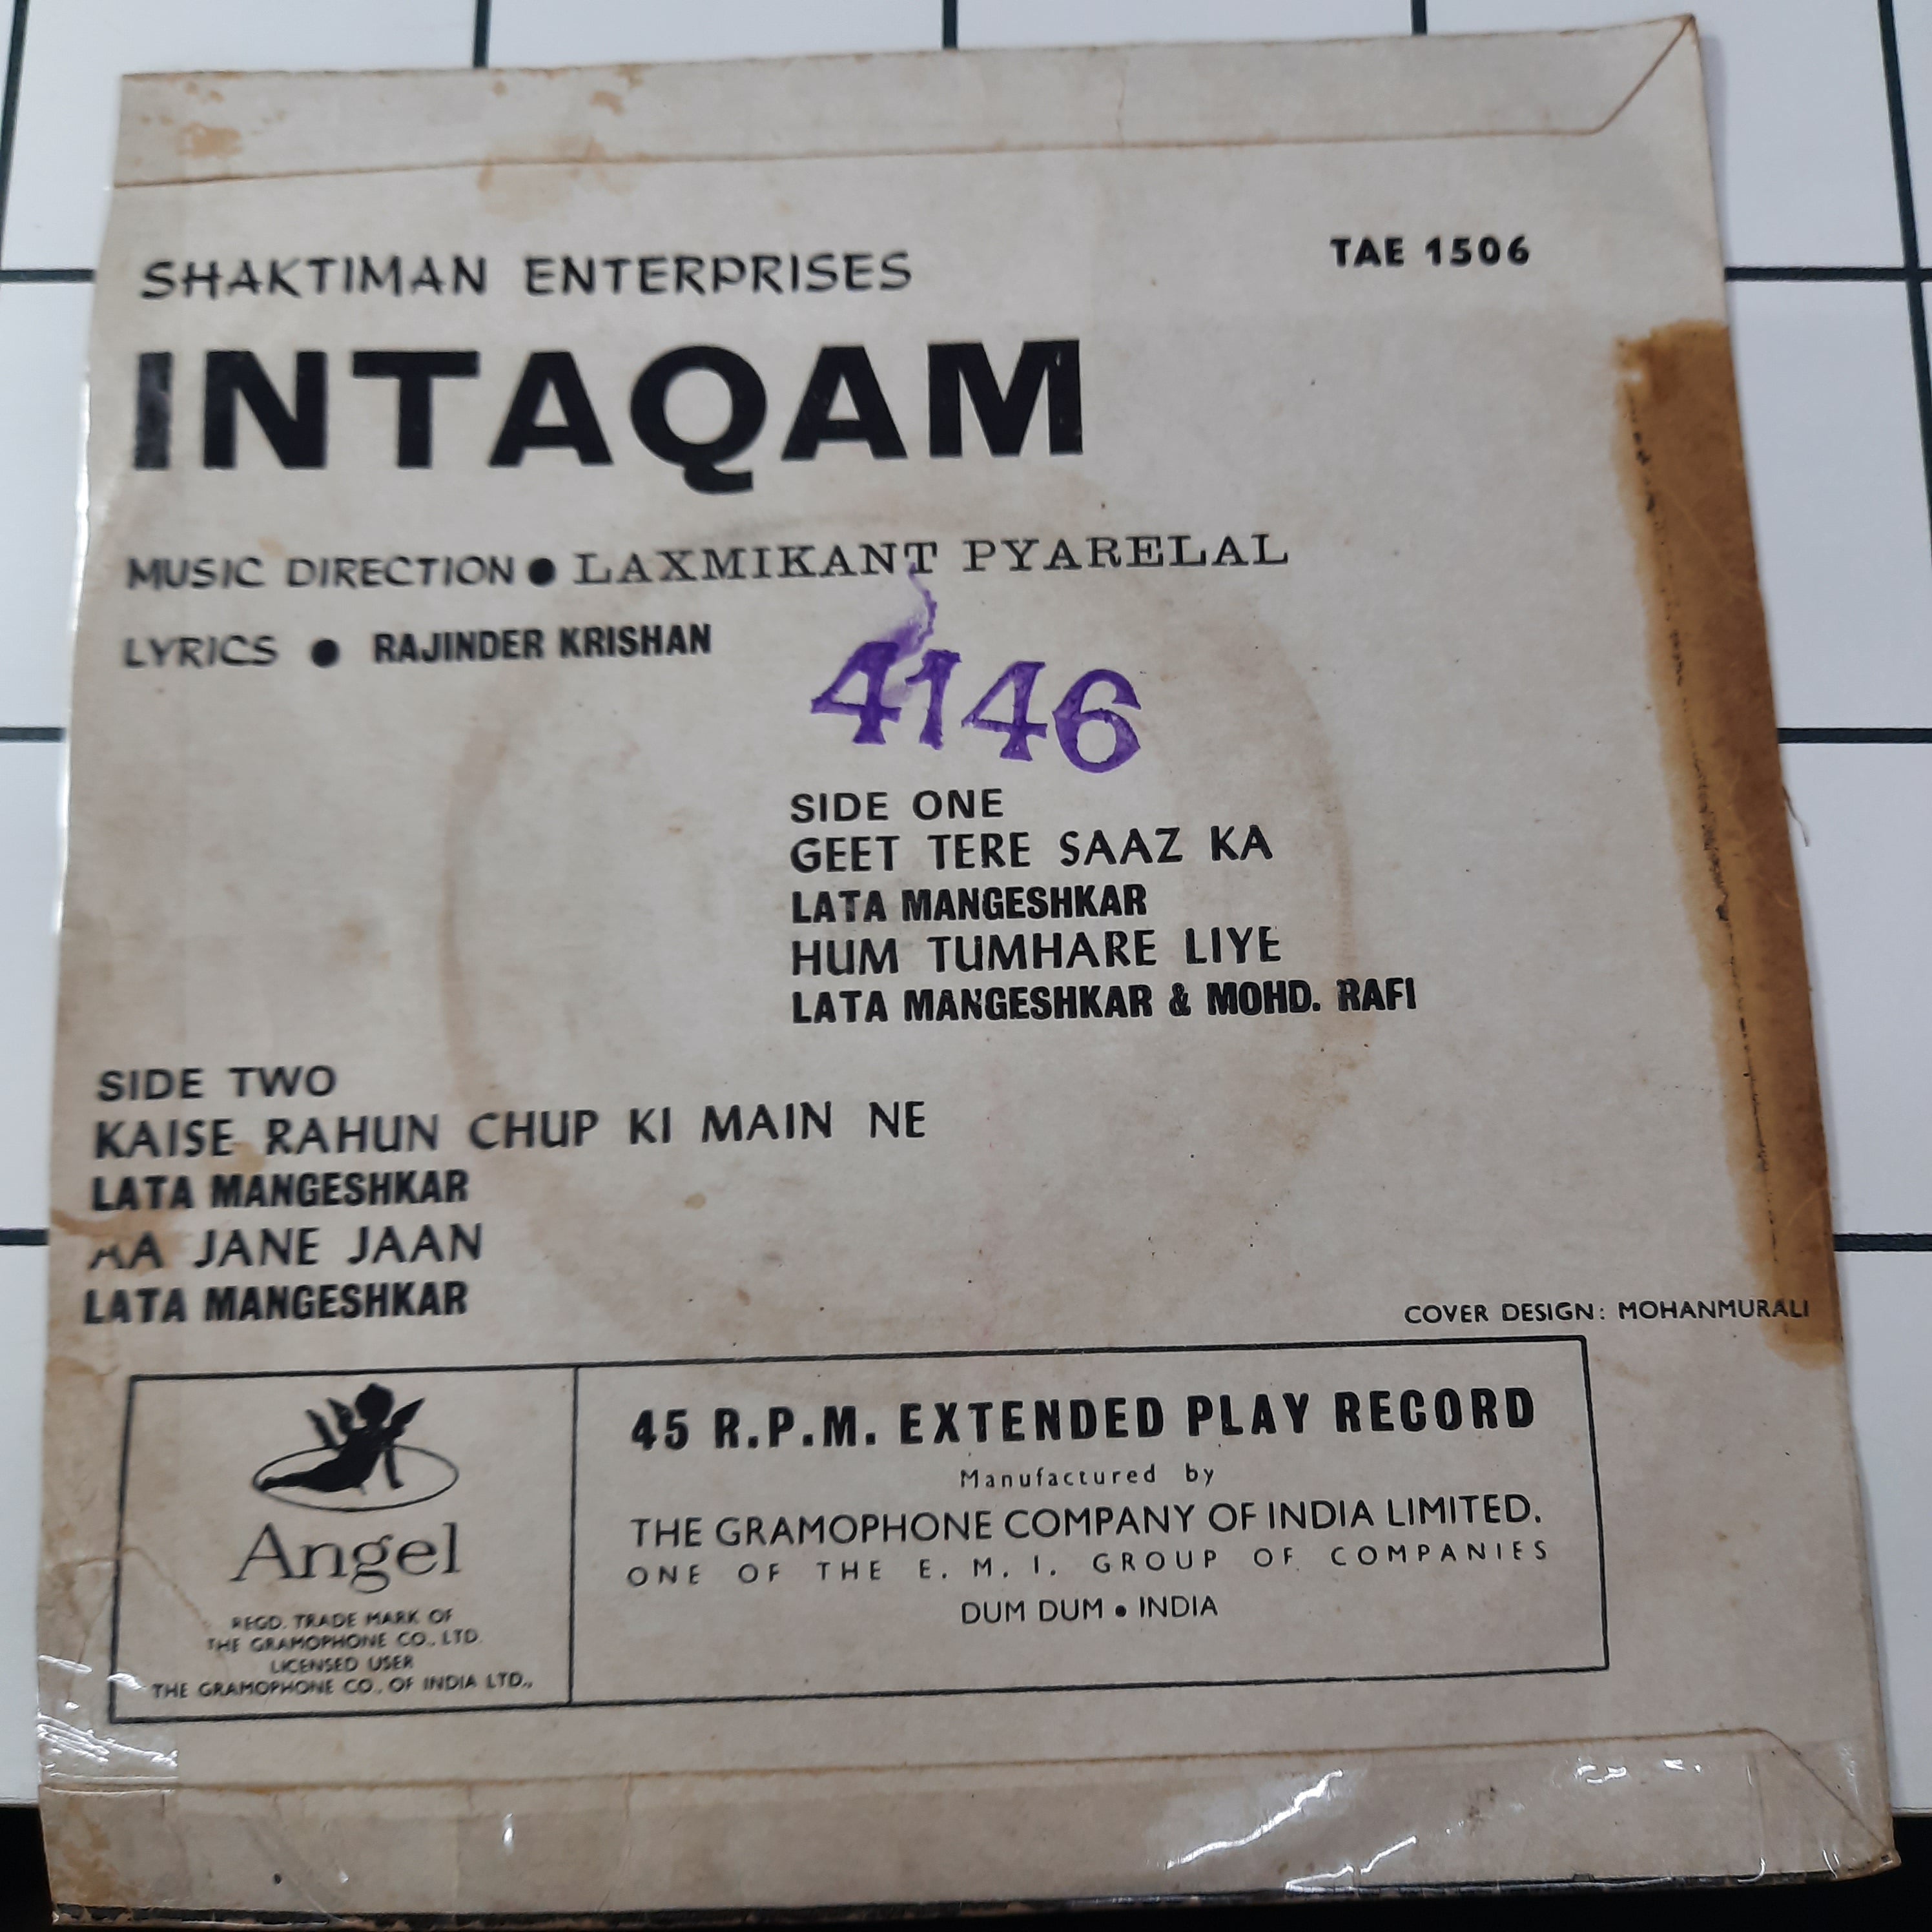 SHAKTIMAN ENTERPRISES
TAE 1506
INTAQAM
MUSIC DIRECTION ● LAXMIKANT PYARELAL
LYRICS ● RAJINDER KRISHAN
4146
SIDE ONE
GEET TERE SAAZ KA
LATA MANGESHKAR
HUM TUMHARE LIYE
LATA MANGESHKAR & MOHD. RAFI
SIDE TWO
KAISE RAHUN CHUP KI MAIN NE
LATA MANGESHKAR
AA JANE JAAN
LATA MANGESHKAR
COVER DESIGN: MOHANMURALI
Angel
REGD. TRADE MARK OF
THE GRAMOPHONE CO., LTD.
LICENSED USER
THE GRAMOPHONE CO., OF INDIA LTD.,
45 R.P.M. EXTENDED PLAY RECORD
Manufactured by
THE GRAMOPHONE COMPANY OF INDIA LIMITED.
ONE OF THE E. M. I. GROUP OF COMPANIES
DUM DUM ● INDIA